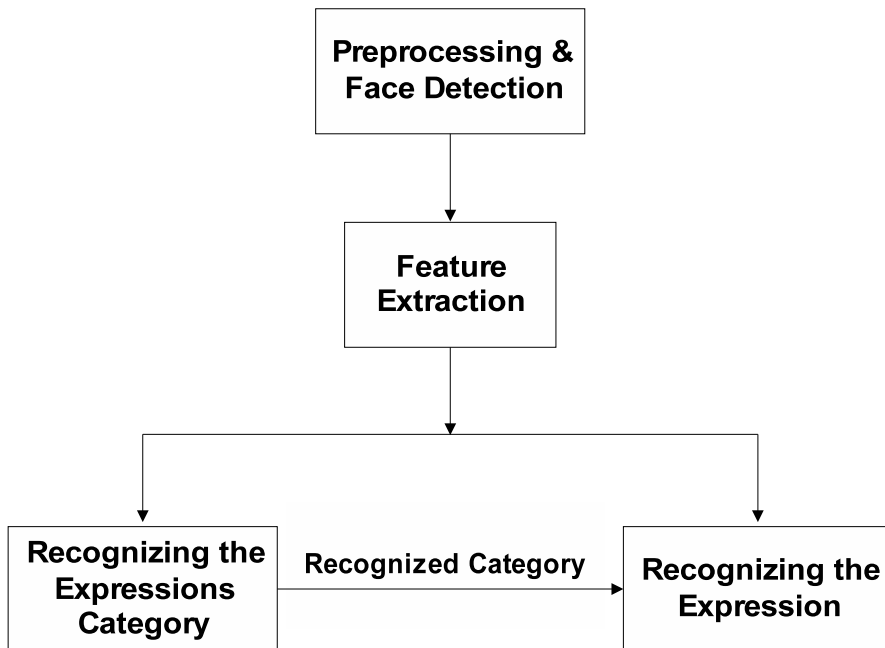 Preprocessing &
Face Detection
Feature
Extraction
Recognizing the
Expressions
Category
Recognized Category
Recognizing the
Expression